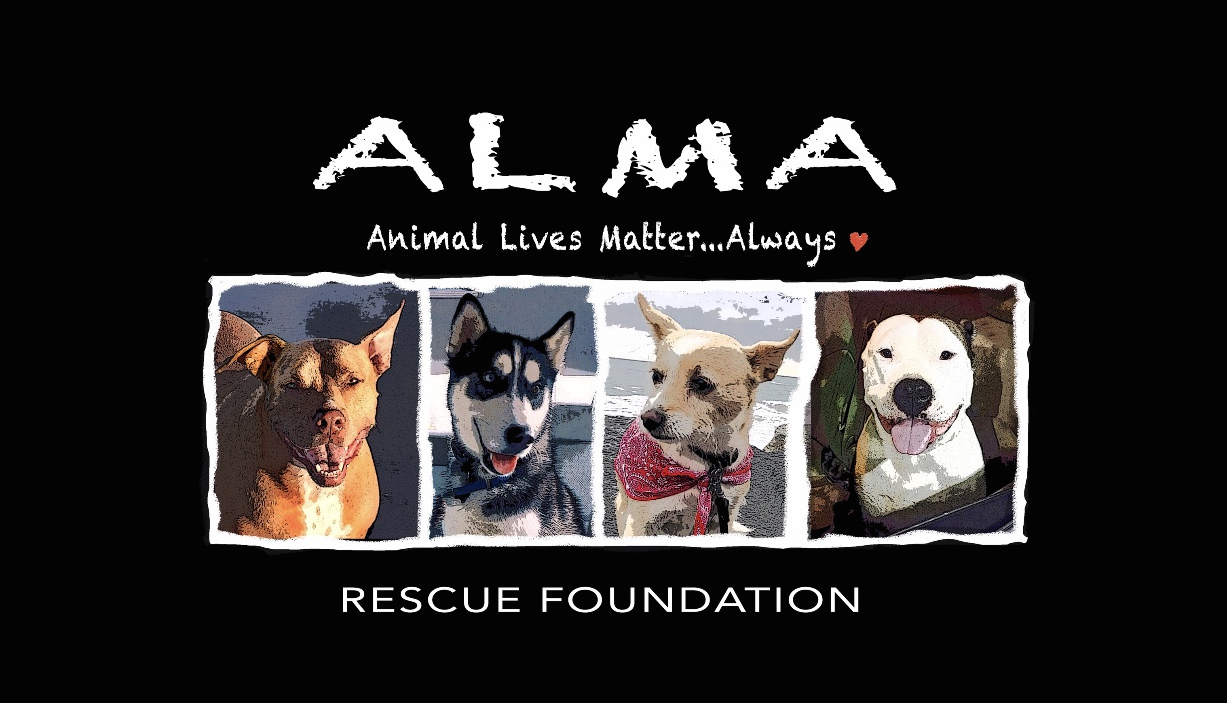 ALMA
Animal Lives Matter...Always ♥
RESCUE FOUNDATION